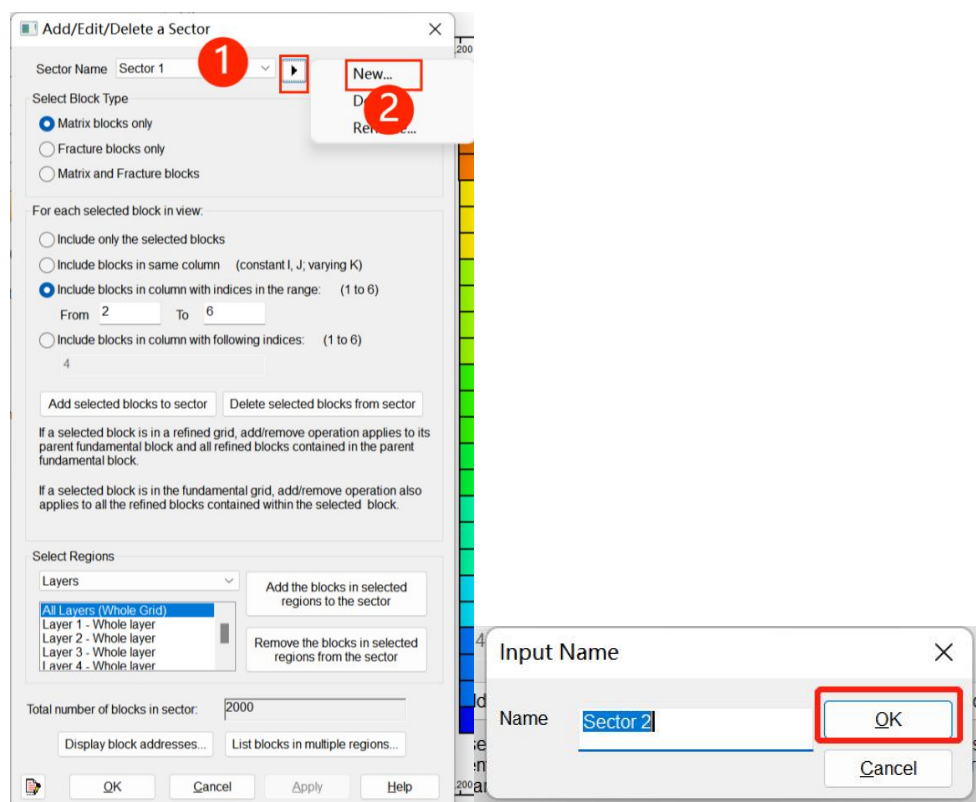 Add/Edit/Delete a Sector
200
Sector Name Sector 1
1
New...
2
Select Block Type
Matrix blocks only
Fracture blocks only
Matrix and Fracture blocks
For each selected block in view:
Include only the selected blocks
Include blocks in same column (constant I, J; varying K)
Include blocks in column with indices in the range: (1 to 6)
From 2 To 6
Include blocks in column with following indices: (1 to 6)
4
Add selected blocks to sector Delete selected blocks from sector
If a selected block is in a refined grid, add/remove operation applies to its
parent fundamental block and all refined blocks contained in the parent
fundamental block.
If a selected block is in the fundamental grid, add/remove operation also
applies to all the refined blocks contained within the selected block.
Select Regions
Layers
All Layers (Whole Grid)
Layer 1 - Whole layer
Layer 2 - Whole layer
Layer 3 - Whole layer
Layer 4 - Whole layer
Add the blocks in selected
regions to the sector
Remove the blocks in selected
regions from the sector
Total number of blocks in sector: 2000
Display block addresses... List blocks in multiple regions...
OK Cancel Apply Help
200
4
Input Name
Name Sector 2
OK
Cancel